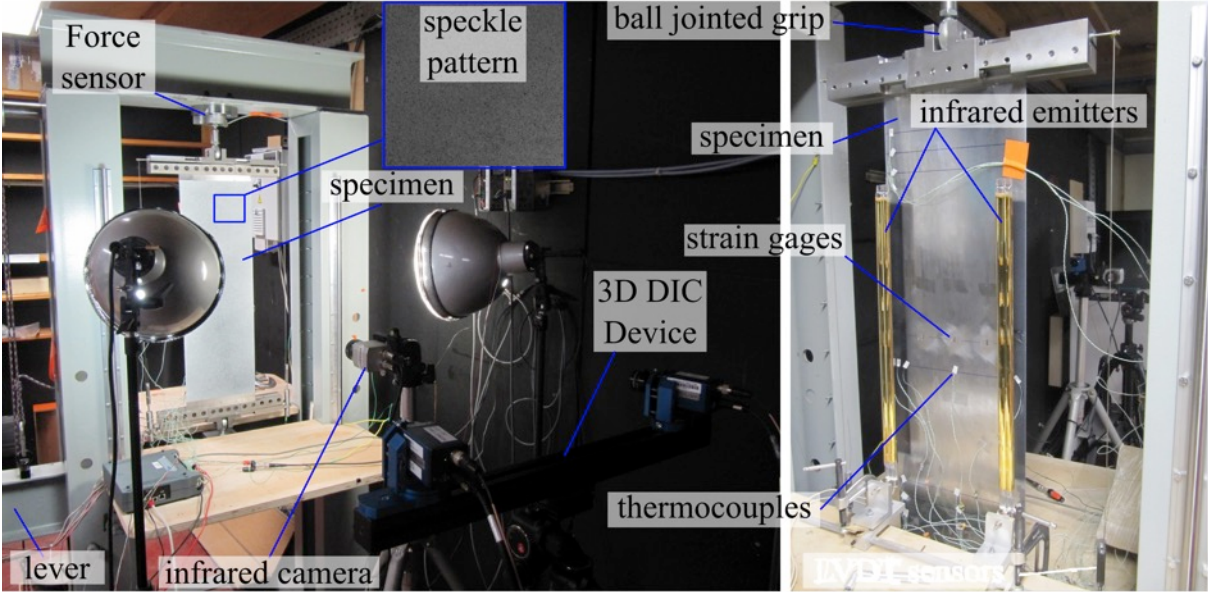 Force
sensor
speckle
pattern
specimen
3D DIC
Device
lever
infrared camera
ball jointed grip
specimen
infrared emitters
strain gages
thermocouples
LVDT sensors